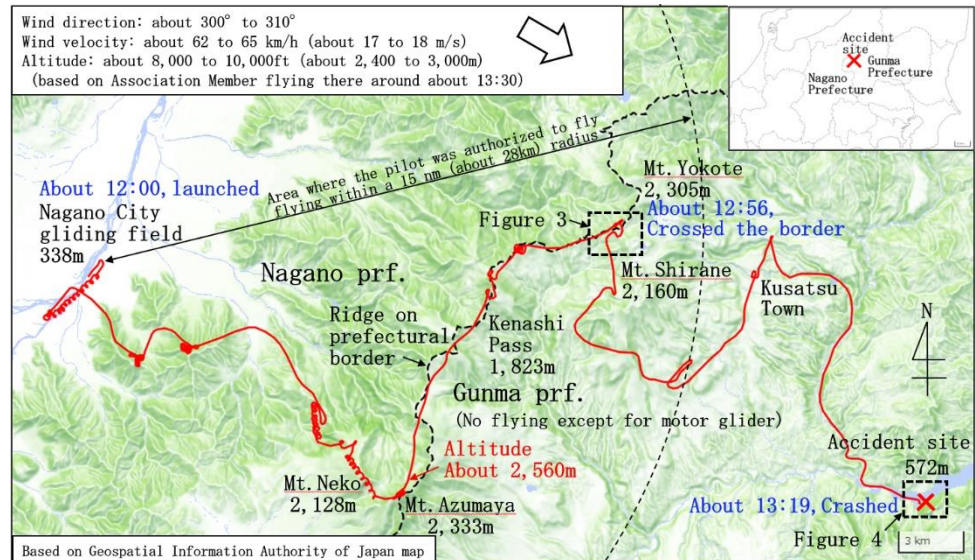 Wind direction: about 300° to 310°
Wind velocity: about 62 to 65 km/h (about 17 to 18 m/s)
Altitude: about 8,000 to 10,000ft (about 2,400 to 3,000m)
(based on Association Member flying there around about 13:30)
Accident
site
Gunma
Prefecture
Nagano
Prefecture
Area where the pilot was authorized to fly
flying within a 15 nm (about 28km) radius
About 12:00, launched
Nagano City
gliding field
338m
Mt. Yokote
2,305m
Figure 3
About 12:56,
Crossed the border
Nagano prf.
Mt. Shirane
2,160m
Kusatsu
Town
N
Ridge on
prefectural
border
Kenashi
Pass
1,823m
Gunma prf.
(No flying except for motor glider)
Altitude
About 2,560m
Accident site
572m
Mt. Neko
2,128m
Mt. Azumaya
2,333m
About 13:19, Crashed
Figure 4
3 km
Based on Geospatial Information Authority of Japan map